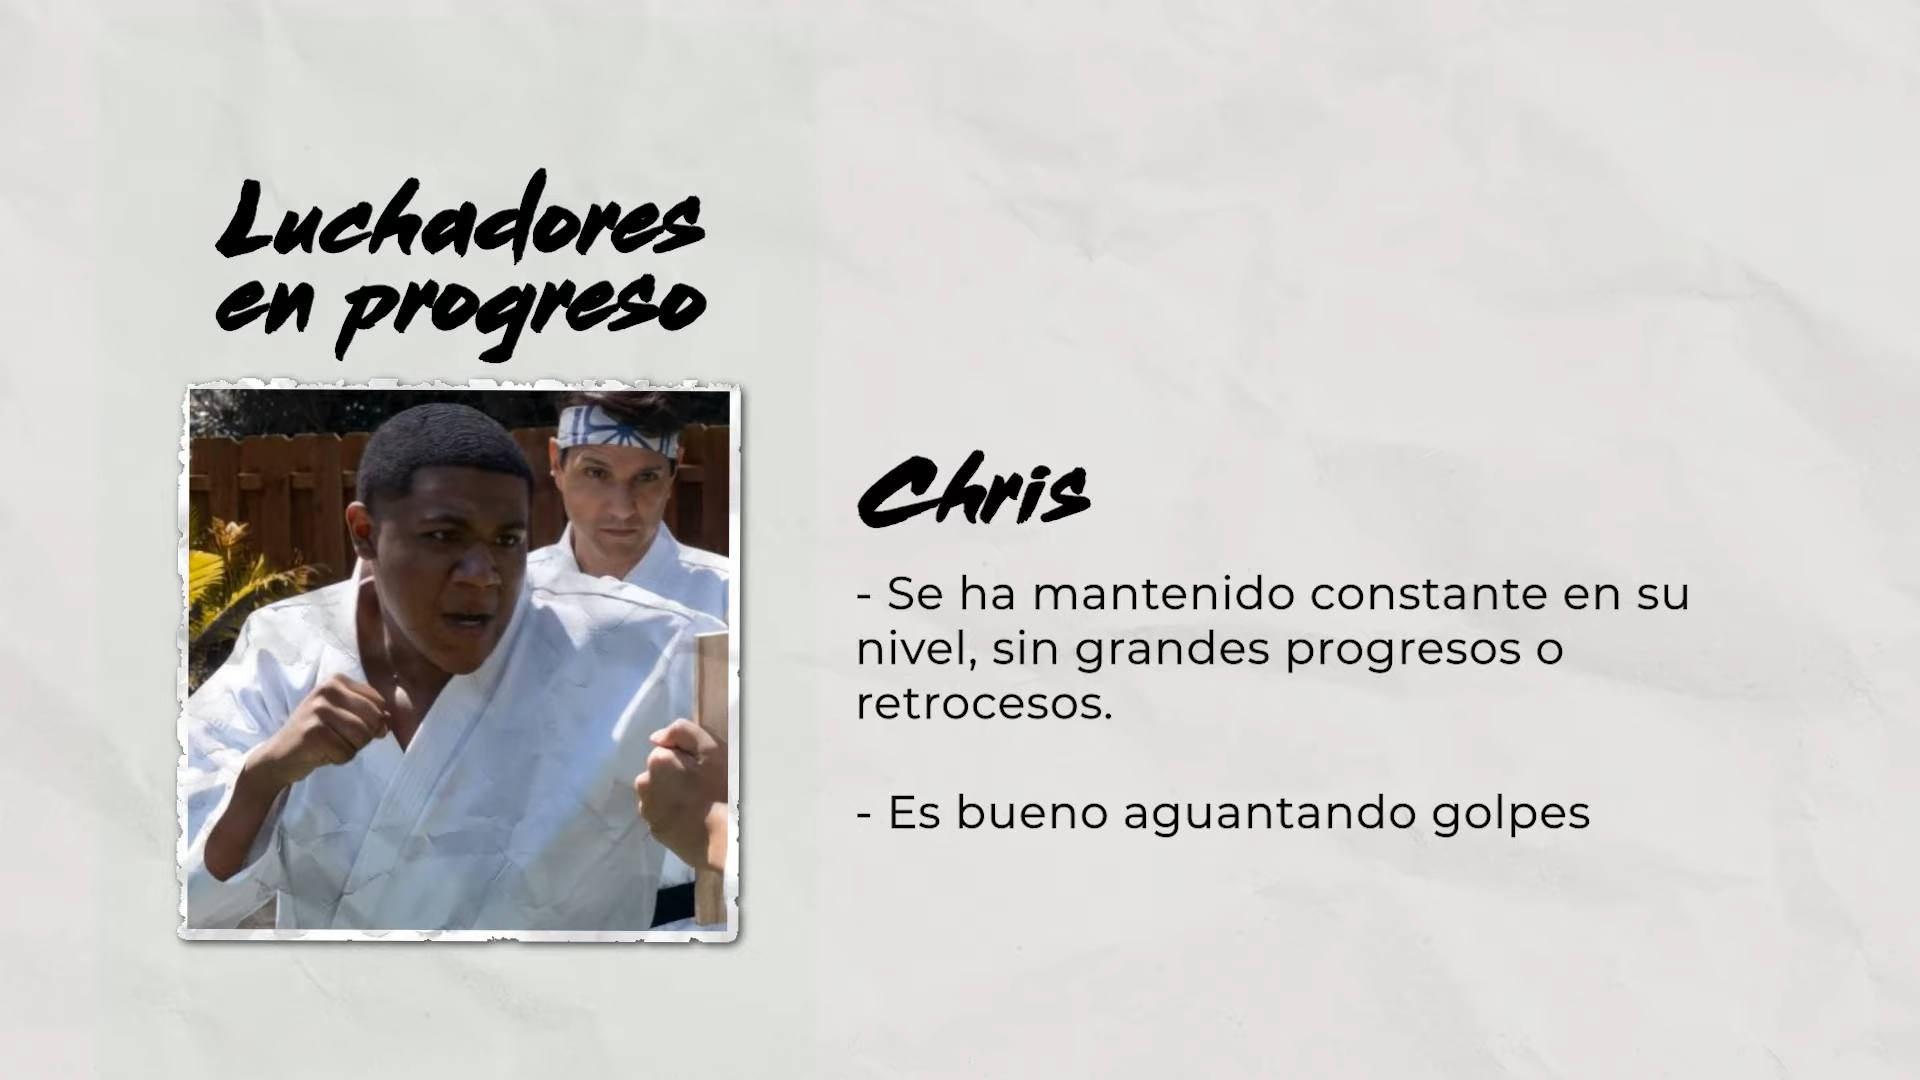 Luchadores
en progreso
Chris
- Se ha mantenido constante en su
nivel, sin grandes progresos o
retrocesos.
- Es bueno aguantando golpes